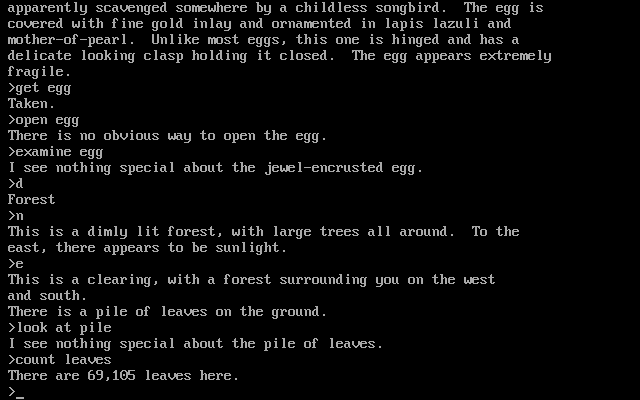 apparently scavenged somewhere by a childless songbird.  The egg is
covered with fine gold inlay and ornamented in lapis lazuli and
mother-of-pearl.  Unlike most eggs, this one is hinged and has a
delicate looking clasp holding it closed.  The egg appears extremely
fragile.
>get egg
Taken.
>open egg
There is no obvious way to open the egg.
>examine egg
I see nothing special about the jewel-encrusted egg.
>d
Forest
>n
This is a dimly lit forest, with large trees all around.  To the
east, there appears to be sunlight.
>e
This is a clearing, with a forest surrounding you on the west
and south.
There is a pile of leaves on the ground.
>look at pile
I see nothing special about the pile of leaves.
>count leaves
There are 69,105 leaves here.
>_